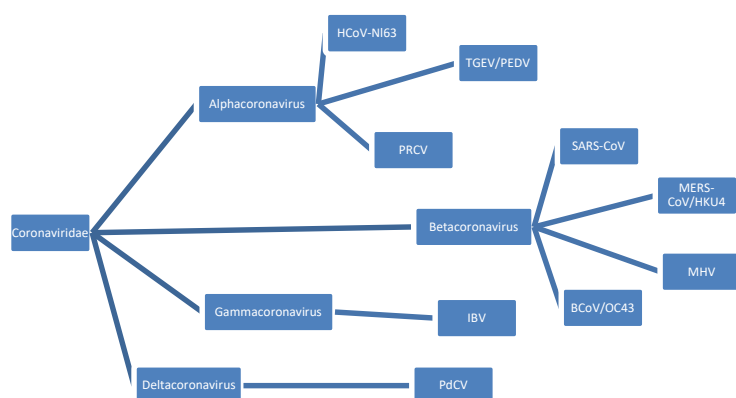 HCoV-Nl63
TGEV/PEDV
Alphacoronavirus
PRCV
SARS-CoV
MERS-
CoV/HKU4
Coronaviridae
Betacoronavirus
MHV
BCoV/OC43
Gammacoronavirus
IBV
Deltacoronavirus
PdCV